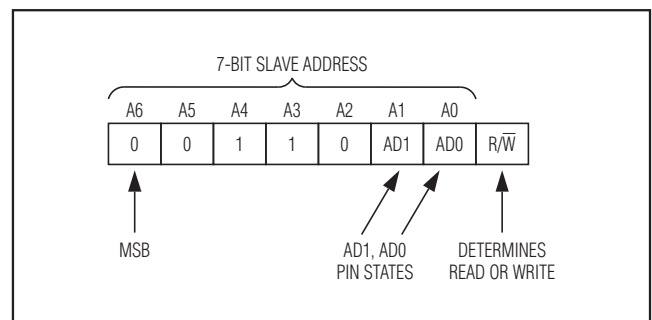 7-BIT SLAVE ADDRESS
A6 A5 A4 A3 A2 A1 A0
0 0 1 1 0 AD1 AD0 R/W̅
MSB
AD1, AD0
PIN STATES
DETERMINES
READ OR WRITE